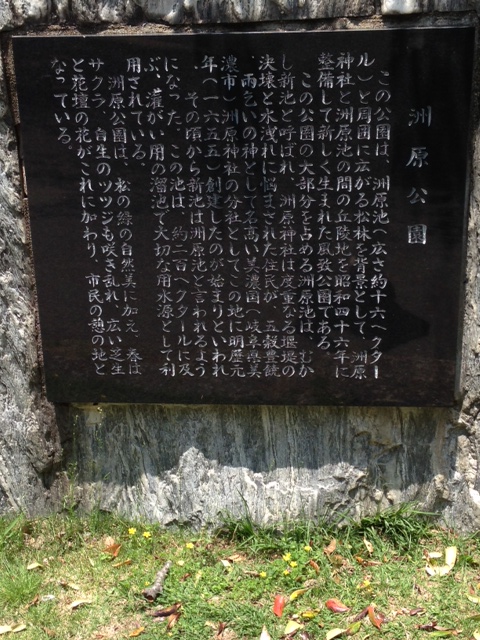 洲原公園
この公園は、洲原池(広さ約十六ヘクター
ル)と周囲に広がる松林を背景として、洲原
神社と洲原池の間の丘陵地を昭和四十六年に
整備して新しく生まれた風致公園である。
この公園の大部分を占める洲原池は、むか
し新池と呼ばれ、洲原神社は度重なる堰堤の
決壊と水洩れに悩まされた住民が、五穀豊饒
、雨乞いの神として名高い美濃国(岐阜県美
濃市)洲原神社の分社としてこの地に明暦元
年(一六五五)創建したのが始まりといわれ
、その頃から新池は洲原池と言われるよう
になった。この池は、約二百ヘクタールに及
ぶ、灌がい用の溜池で大切な用水源として利
用されている。
洲原公園は、松の緑の自然美に加え、春は
サクラ、自生のツツジも咲き乱れ、広い芝生
と花壇の花がこれにかわり、市民の憩の地と
なっている。